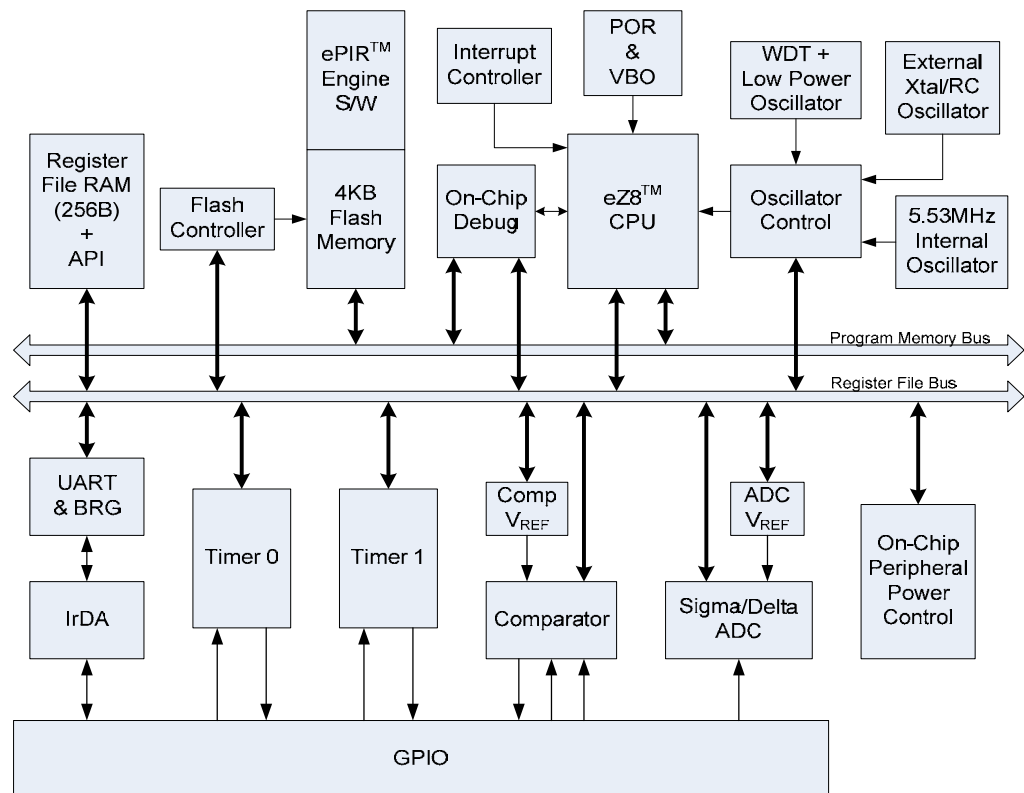 ePIR™
Engine
S/W
Interrupt
Controller
POR
&
VBO
WDT +
Low Power
Oscillator
External
Xtal/RC
Oscillator
Register
File RAM
(256B)
+
API
Flash
Controller
4KB
Flash
Memory
On-Chip
Debug
eZ8™
CPU
Oscillator
Control
5.53MHz
Internal
Oscillator
Program Memory Bus
Register File Bus
UART
& BRG
Timer 0
Timer 1
Comp
VREF
ADC
VREF
On-Chip
Peripheral
Power
Control
IrDA
Comparator
Sigma/Delta
ADC
GPIO